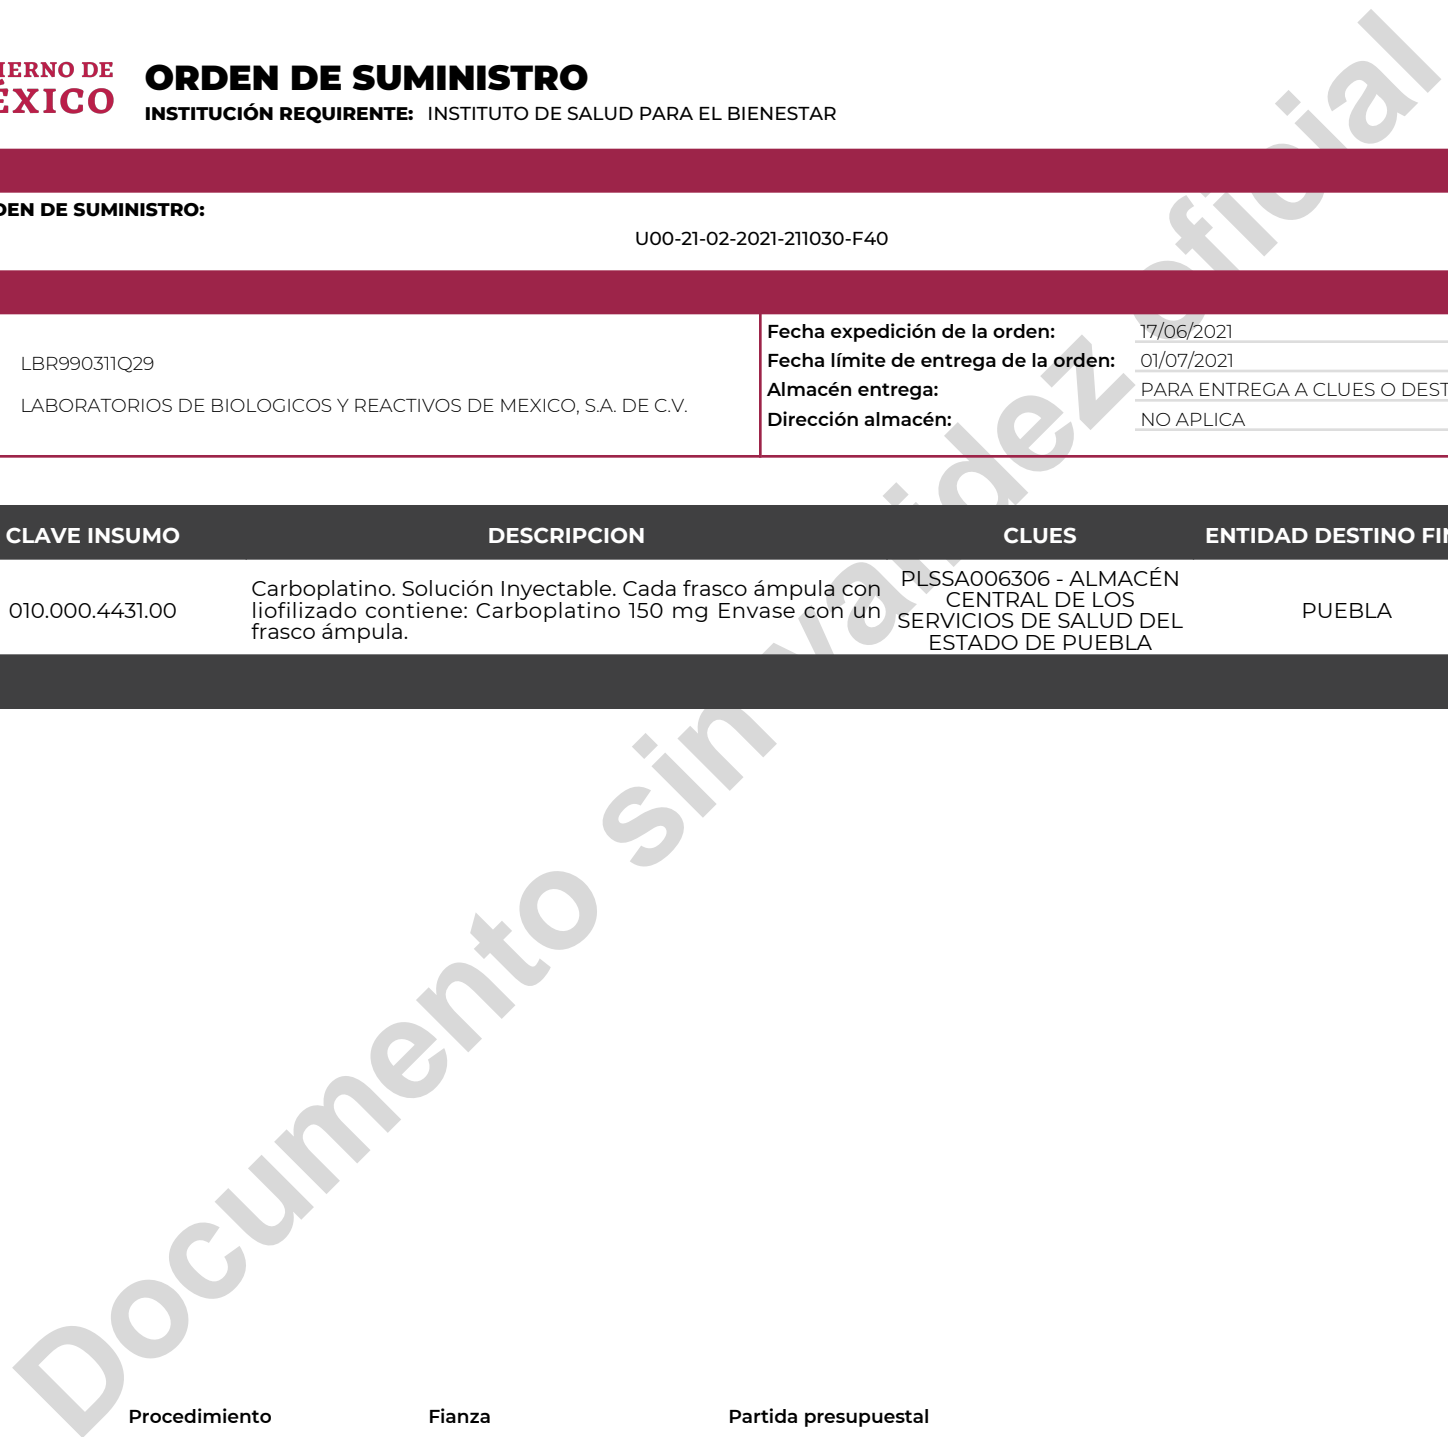 IERNO DE
ÉXICO
ORDEN DE SUMINISTRO
INSTITUCIÓN REQUIRENTE: INSTITUTO DE SALUD PARA EL BIENESTAR
DEN DE SUMINISTRO:
U00-21-02-2021-211030-F40
LBR990311Q29
LABORATORIOS DE BIOLOGICOS Y REACTIVOS DE MEXICO, S.A. DE C.V.
Fecha expedición de la orden: 17/06/2021
Fecha límite de entrega de la orden: 01/07/2021
Almacén entrega: PARA ENTREGA A CLUES O DEST
Dirección almacén: NO APLICA
CLAVE INSUMO DESCRIPCION CLUES ENTIDAD DESTINO FIN
010.000.4431.00
Carboplatino. Solución Inyectable. Cada frasco ámpula con
liofilizado contiene: Carboplatino 150 mg Envase con un
frasco ámpula.
PLSSA006306 - ALMACÉN
CENTRAL DE LOS
SERVICIOS DE SALUD DEL
ESTADO DE PUEBLA
PUEBLA
Documento sin validez oficial
Procedimiento Fianza Partida presupuestal